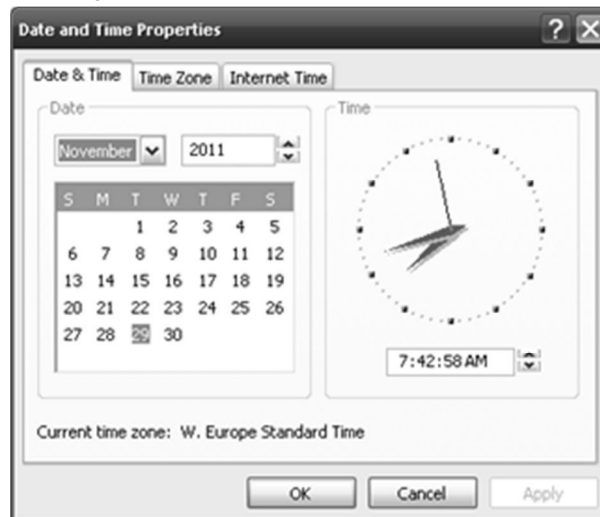 Date and Time Properties
Date & Time Time Zone Internet Time
Date
November 2011
S M T W T F S
1 2 3 4 5
6 7 8 9 10 11 12
13 14 15 16 17 18 19
20 21 22 23 24 25 26
27 28 29 30
Time
7:42:58 AM
Current time zone: W. Europe Standard Time
OK Cancel Apply